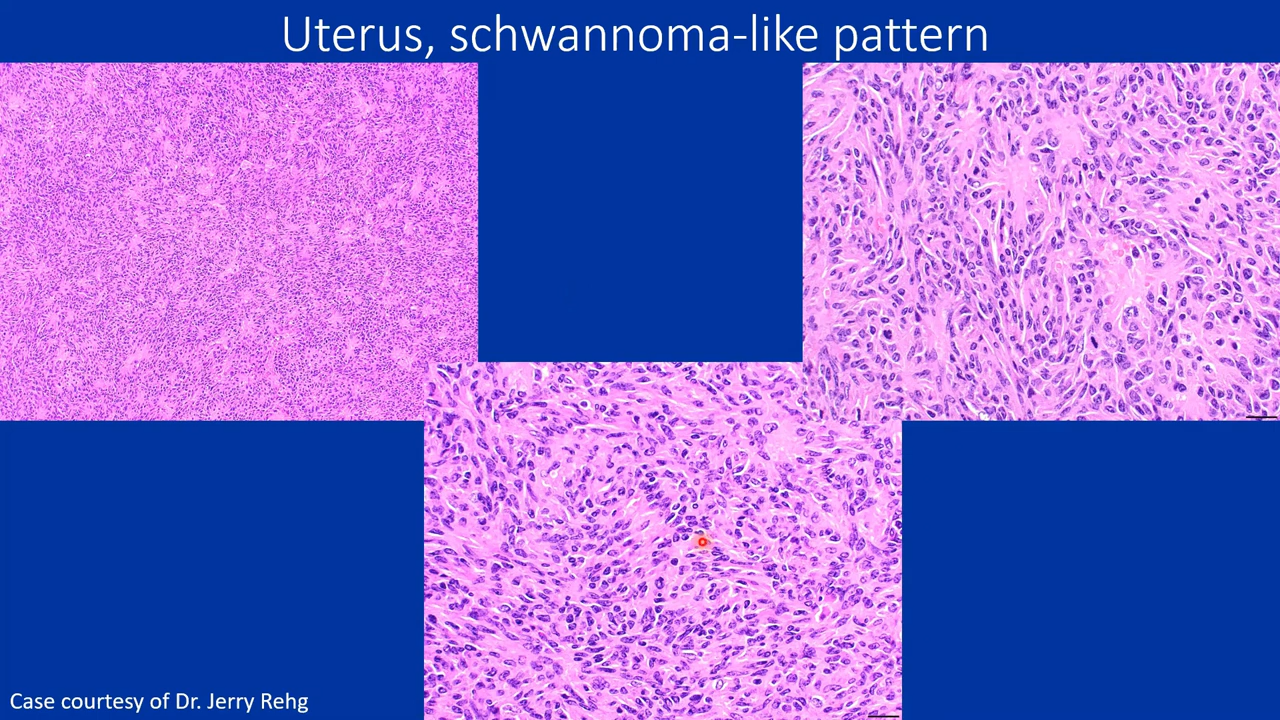 Uterus, schwannoma-like pattern
Case courtesy of Dr. Jerry Rehg